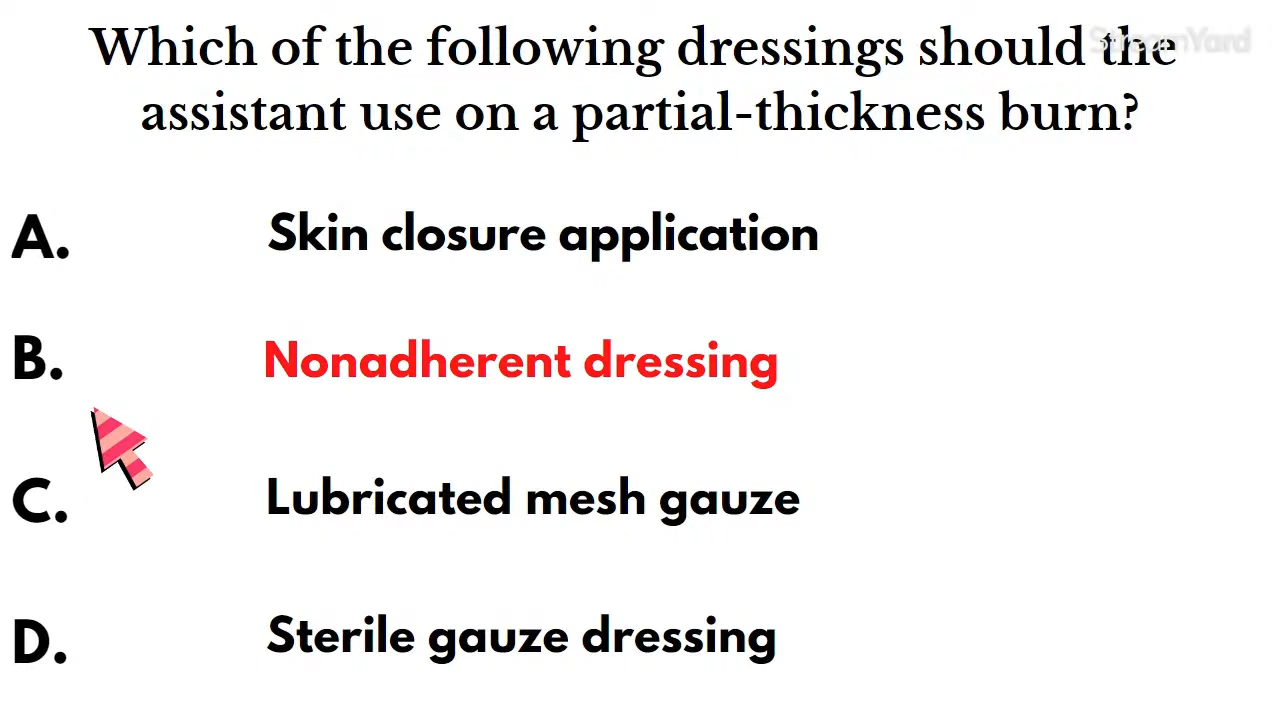 Which of the following dressings should the
StreamYard
assistant use on a partial-thickness burn?
A. Skin closure application
B. Nonadherent dressing
C. Lubricated mesh gauze
D. Sterile gauze dressing